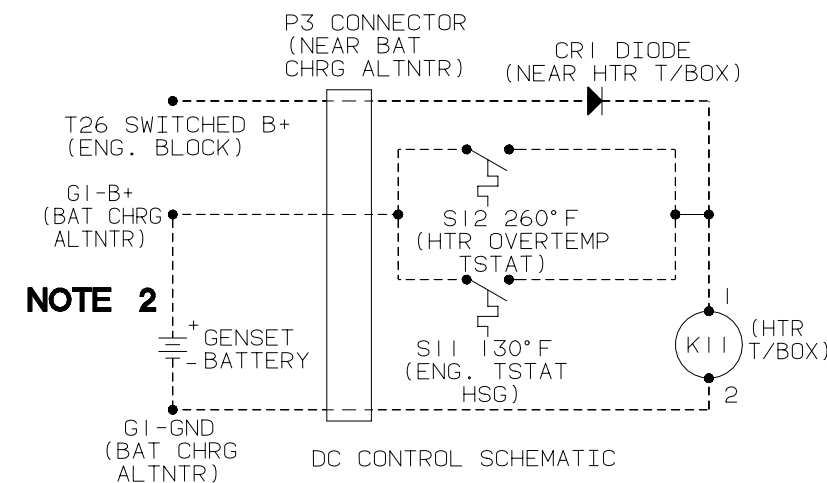 P3 CONNECTOR
(NEAR BAT
CHRG ALTNTR)
CR1 DIODE
(NEAR HTR T/BOX)
T26 SWITCHED B+
(ENG. BLOCK)
G1-B+
(BAT CHRG
ALTNTR)
S12 260°F
(HTR OVERTEMP
TSTAT)
NOTE 2
+
GENSET
- BATTERY
S11 130°F
(ENG. TSTAT
HSG)
1
K11
(HTR
T/BOX)
2
G1-GND
(BAT CHRG
ALTNTR)
DC CONTROL SCHEMATIC